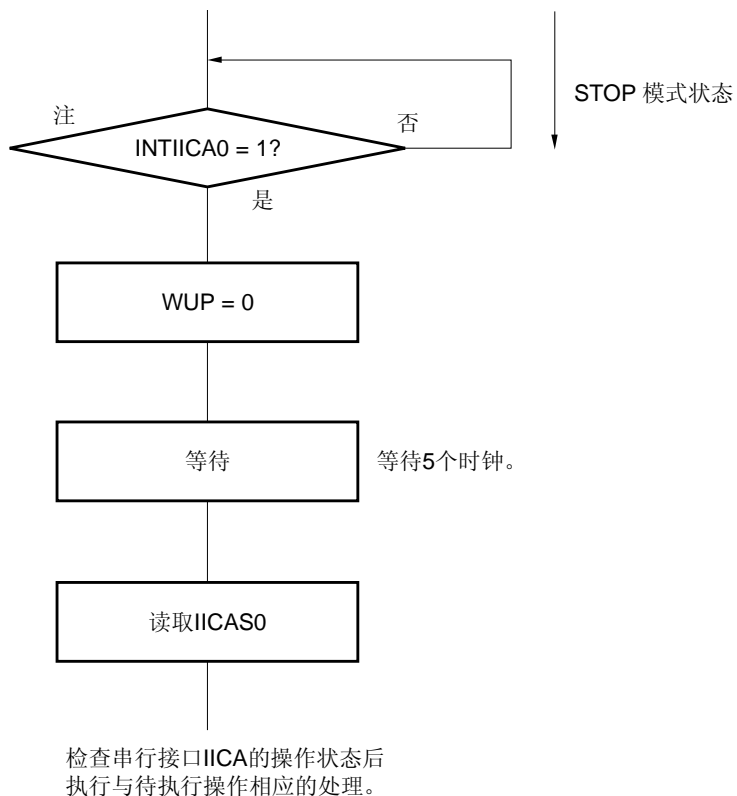 STOP 模式状态
注
否
INTIICA0 = 1?
是
WUP = 0
等待
等待5个时钟。
读取IICAS0
检查串行接口IICA的操作状态后
执行与待执行操作相应的处理。